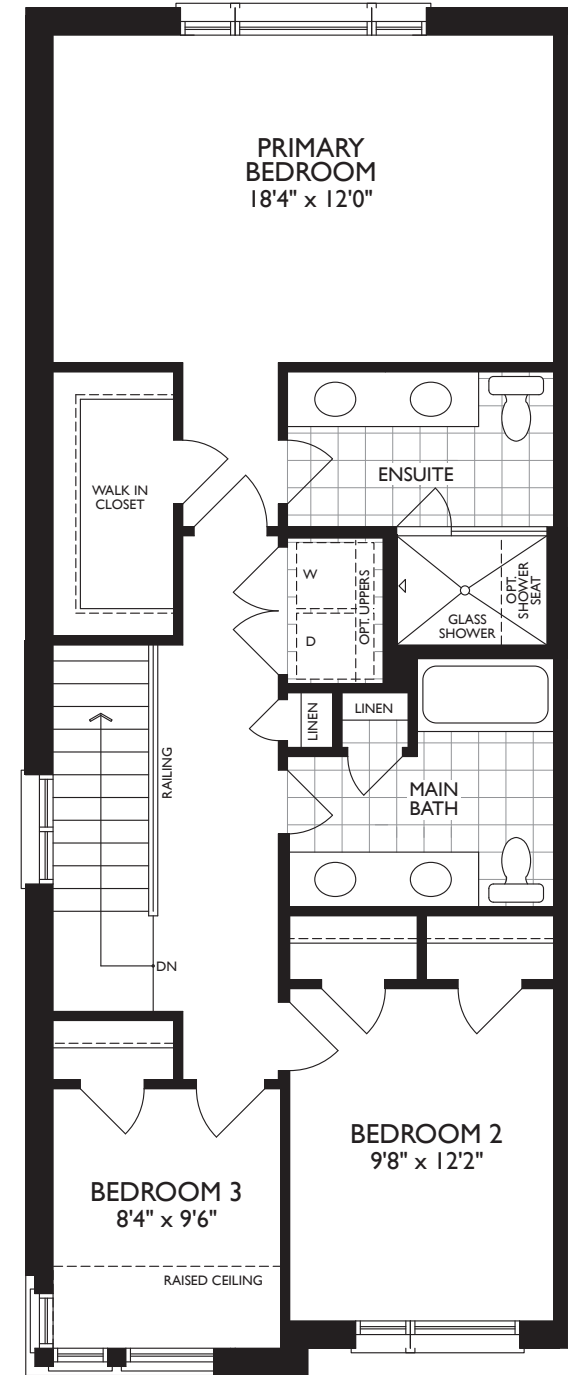 PRIMARY
BEDROOM
18'4" x 12'0"
WALK IN
CLOSET
ENSUITE
W
D
OPT. UPPERS
GLASS
SHOWER
OPT.
SHOWER
SEAT
LINEN
LINEN
RAILING
MAIN
BATH
DN
BEDROOM 2
9'8" x 12'2"
BEDROOM 3
8'4" x 9'6"
RAISED CEILING